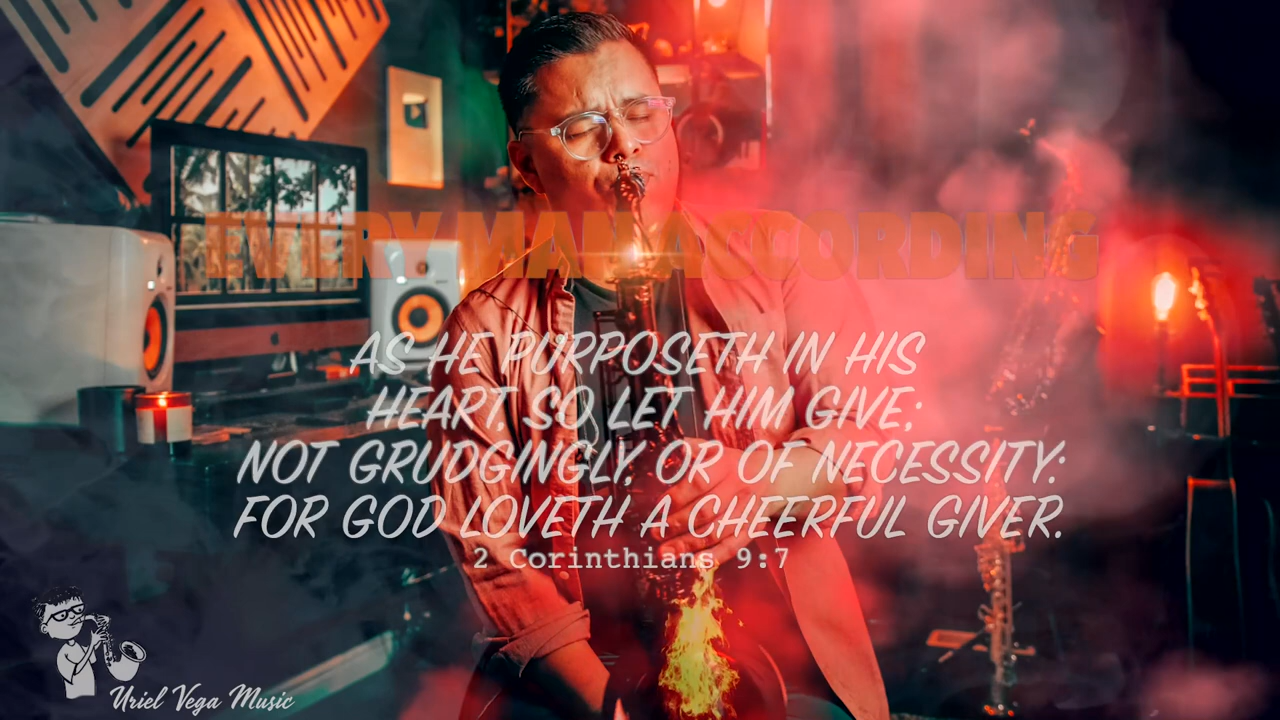 EVERY MAN ACCORDING
AS HE PURPOSETH IN HIS
HEART, SO LET HIM GIVE;
NOT GRUDGINGLY, OR OF NECESSITY:
FOR GOD LOVETH A CHEERFUL GIVER.
2 Corinthians 9:7
Uriel Vega Music